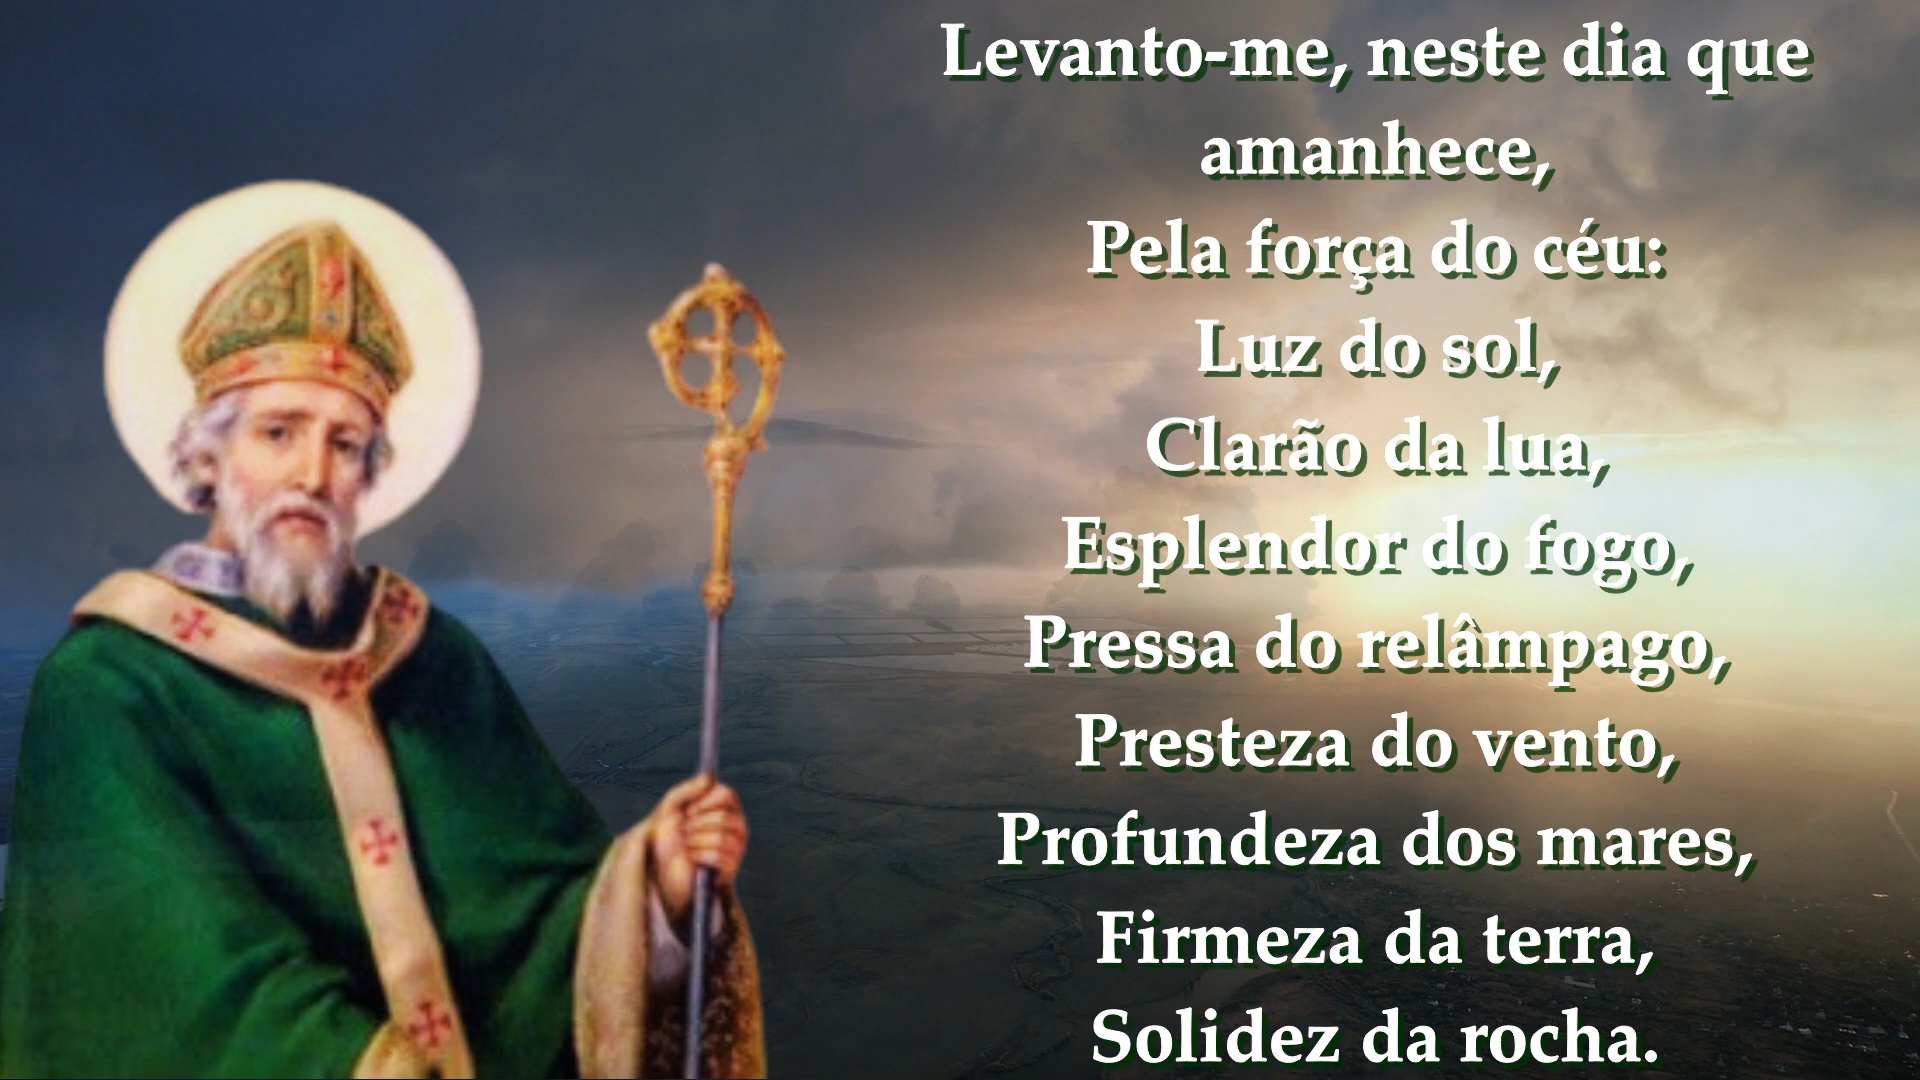 Levanto-me, neste dia que
amanhece,
Pela força do céu:
Luz do sol,
Clarão da lua,
Esplendor do fogo,
Pressa do relâmpago,
Presteza do vento,
Profundeza dos mares,
Firmeza da terra,
Solidez da rocha.